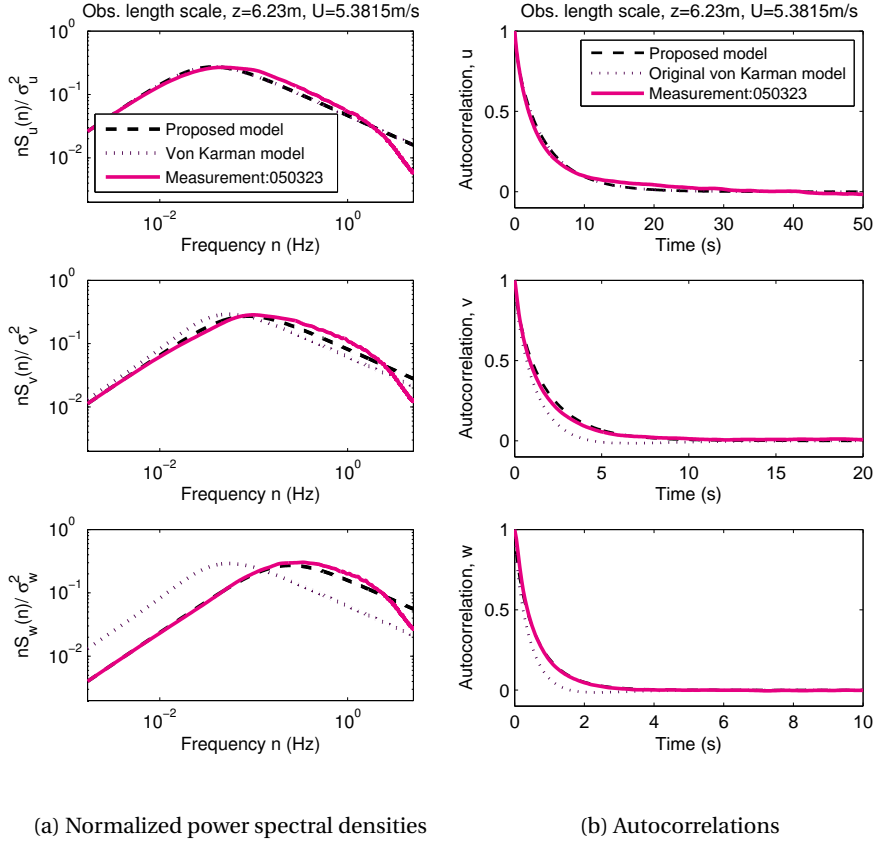 Obs. length scale, z=6.23m, U=5.3815m/s
nS_u(n)/ σ_u^2
10^0
10^−1
10^−2
Proposed model
Von Karman model
Measurement:050323
10^−2
10^0
Frequency n (Hz)
nS_v(n)/ σ_v^2
10^0
10^−1
10^−2
10^−2
10^0
Frequency n (Hz)
nS_w(n)/ σ_w^2
10^0
10^−1
10^−2
10^−2
10^0
Frequency n (Hz)
(a) Normalized power spectral densities
Obs. length scale, z=6.23m, U=5.3815m/s
Autocorrelation, u
1
0.5
0
Proposed model
Original von Karman model
Measurement:050323
0 10 20 30 40 50
Time (s)
Autocorrelation, v
1
0.5
0
0 5 10 15 20
Time (s)
Autocorrelation, w
1
0.5
0
0 2 4 6 8 10
Time (s)
(b) Autocorrelations